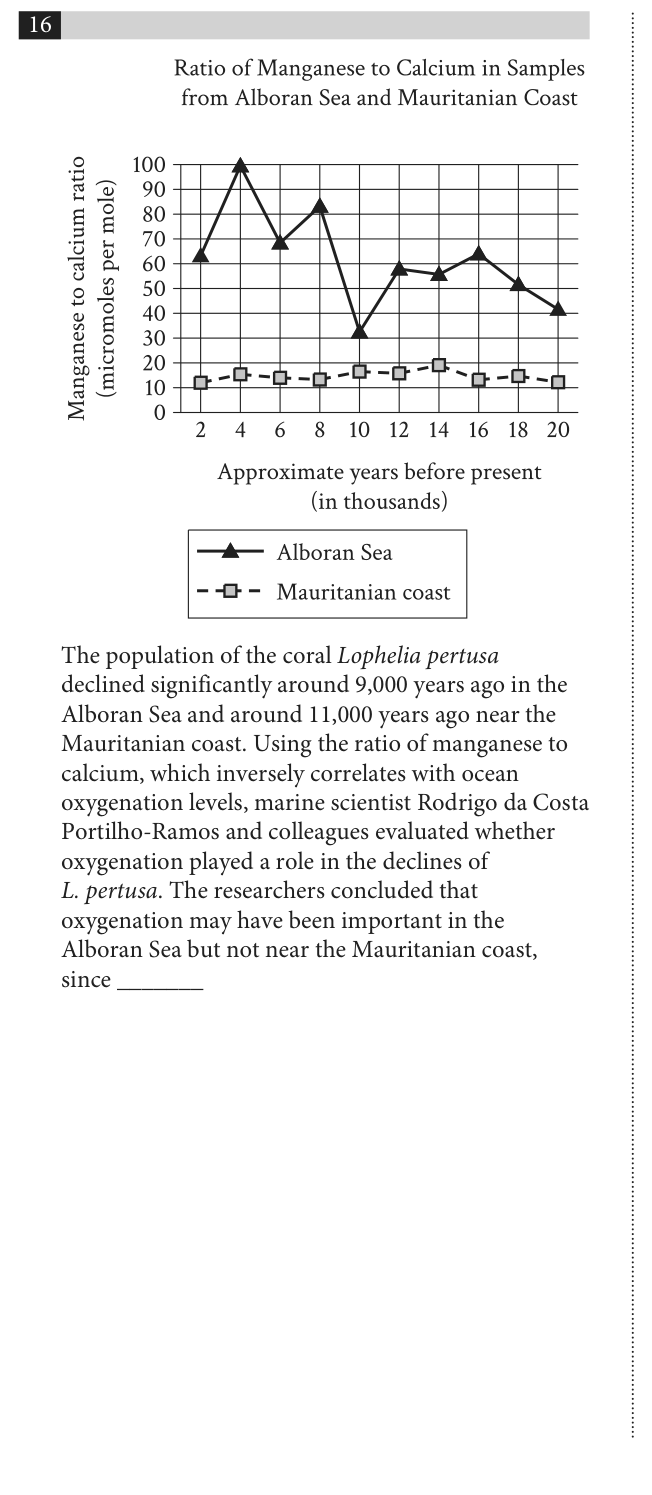 16
Ratio of Manganese to Calcium in Samples
from Alboran Sea and Mauritanian Coast
Manganese to calcium ratio
(micromoles per mole)
100
90
80
70
60
50
40
30
20
10
0
2 4 6 8 10 12 14 16 18 20
Approximate years before present
(in thousands)
Alboran Sea
Mauritanian coast
The population of the coral Lophelia pertusa
declined significantly around 9,000 years ago in the
Alboran Sea and around 11,000 years ago near the
Mauritanian coast. Using the ratio of manganese to
calcium, which inversely correlates with ocean
oxygenation levels, marine scientist Rodrigo da Costa
Portilho-Ramos and colleagues evaluated whether
oxygenation played a role in the declines of
L. pertusa. The researchers concluded that
oxygenation may have been important in the
Alboran Sea but not near the Mauritanian coast,
since _______